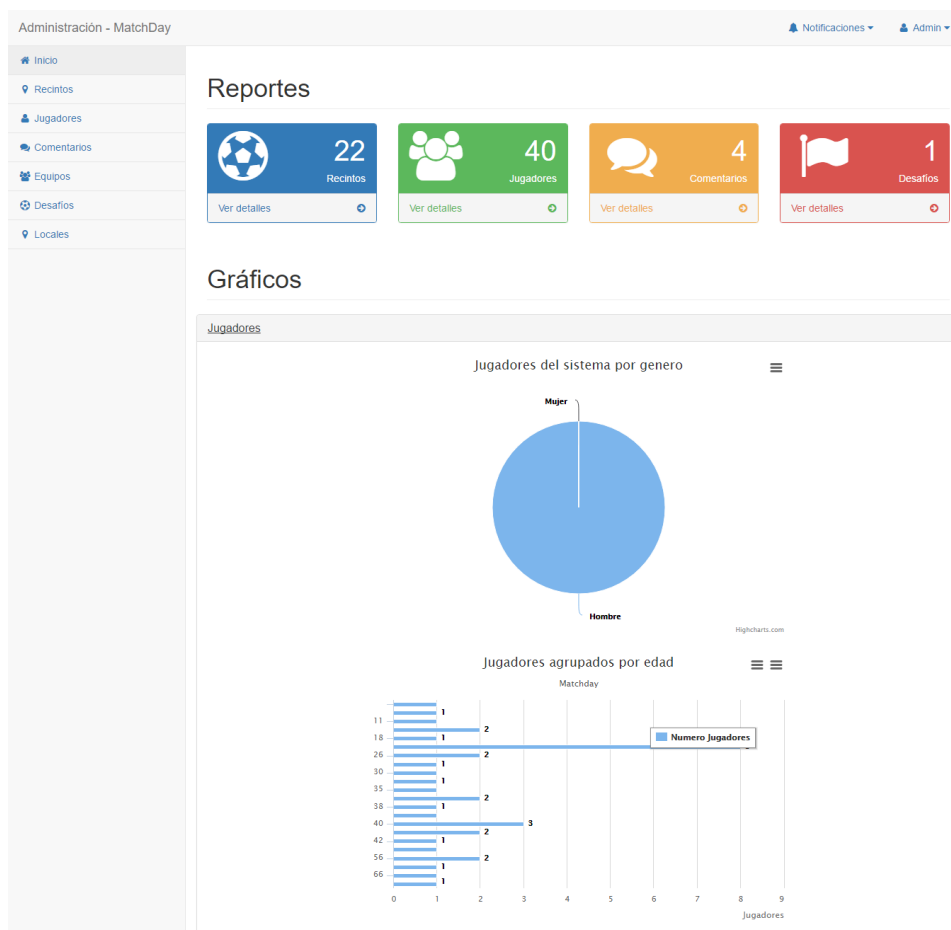 Administración - MatchDay
Notificaciones
Admin
Inicio
Recintos
Jugadores
Comentarios
Equipos
Desafíos
Locales
Reportes
22
Recintos
Ver detalles
40
Jugadores
Ver detalles
4
Comentarios
Ver detalles
1
Desafíos
Ver detalles
Gráficos
Jugadores
Jugadores del sistema por genero
Mujer
Hombre
Highcharts.com
Jugadores agrupados por edad
Matchday
1
11
2
18 1
Numero Jugadores
26 2
1
30
1
35
2
38 1
40 3
2
42 1
56 2
1
66
1
0 1 2 3 4 5 6 7 8 9
Jugadores